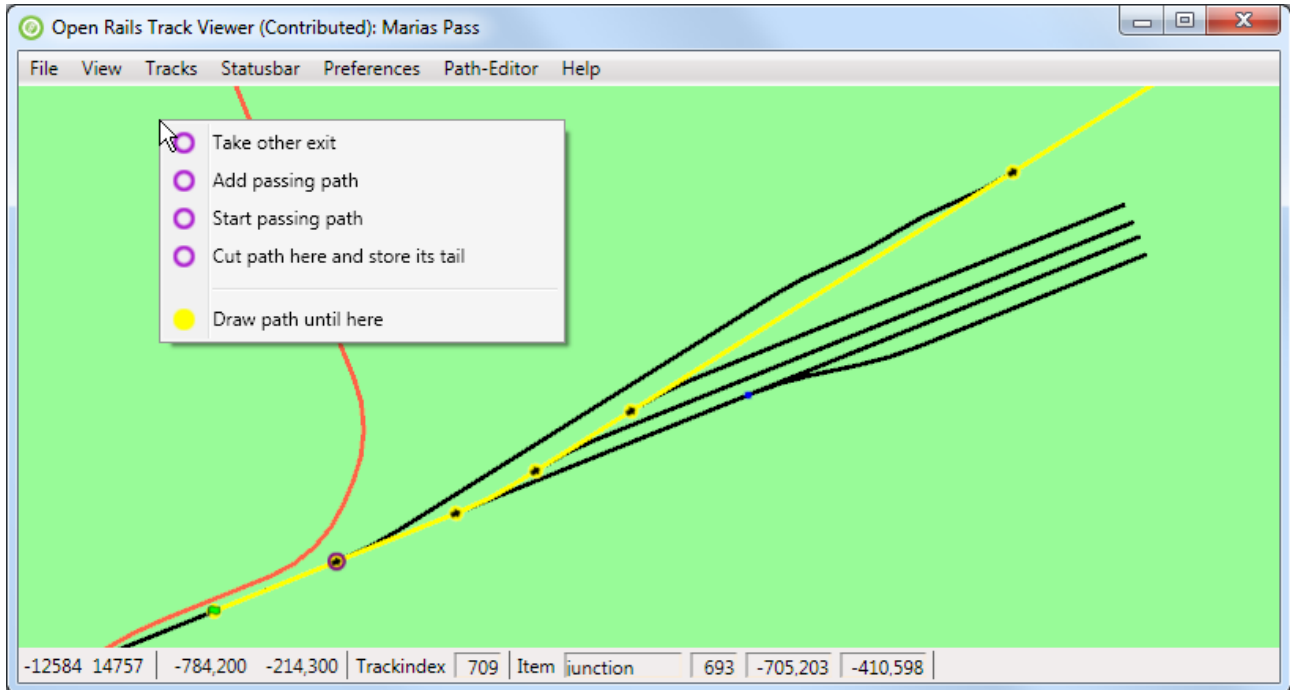 Open Rails Track Viewer (Contributed): Marias Pass
File View Tracks Statusbar Preferences Path-Editor Help
Take other exit
Add passing path
Start passing path
Cut path here and store its tail
Draw path until here
-12584 14757 -784,200 -214,300 Trackindex 709 Item junction 693 -705,203 -410,598